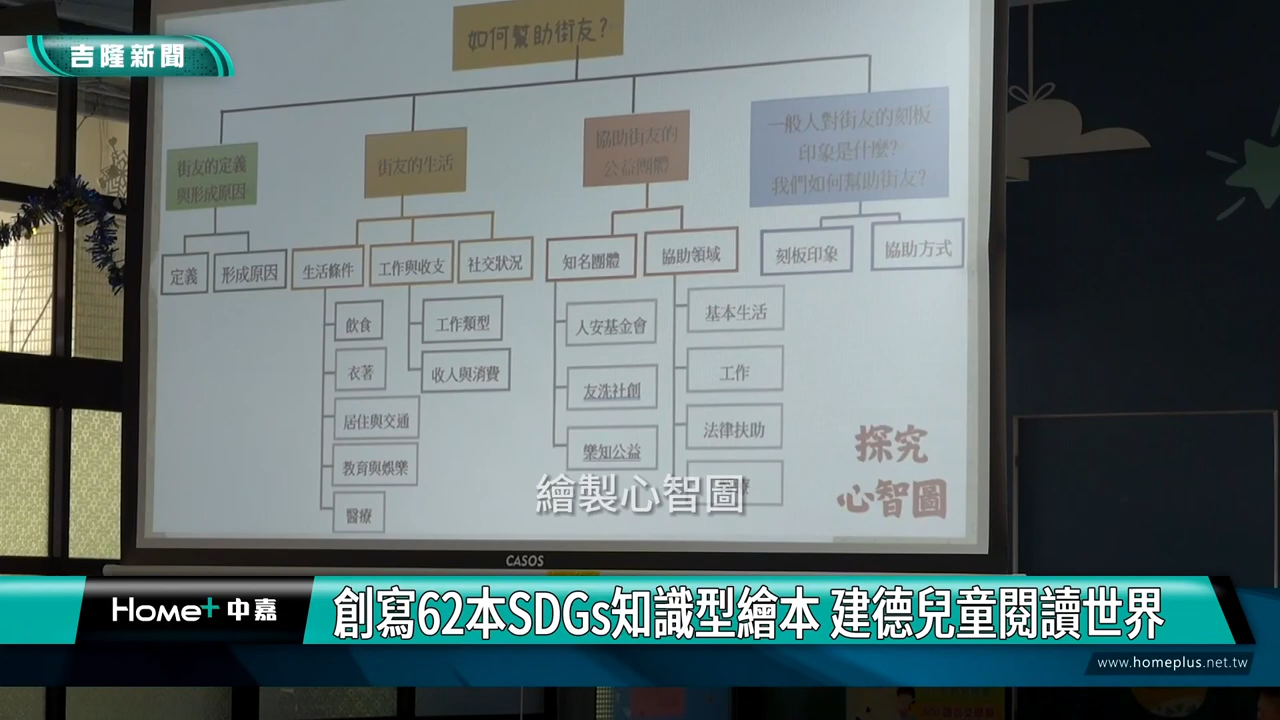 吉隆新聞
如何幫助街友?
街友的定義
與形成原因
街友的生活
協助街友的
公益團體
一般人對街友的刻板
印象是什麼?
我們如何幫助街友?
定義
形成原因
生活條件
工作與收支
社交狀況
知名團體
協助領域
刻板印象
協助方式
飲食
衣著
居住與交通
教育與娛樂
醫療
工作類型
收入與消費
人安基金會
友洗社創
樂知公益
基本生活
工作
法律扶助
探究
心智圖
繪製心智圖
CASOS
Home+中嘉
創寫62本SDGs知識型繪本 建德兒童閱讀世界
www.homeplus.net.tw